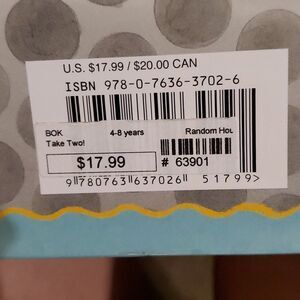 U.S. $17.99 / $20.00 CAN
ISBN 978-0-7636-3702-6
BOK 4-8 years Random Hou
Take Two!
$17.99 # 63901
9 780763 637026 51799>